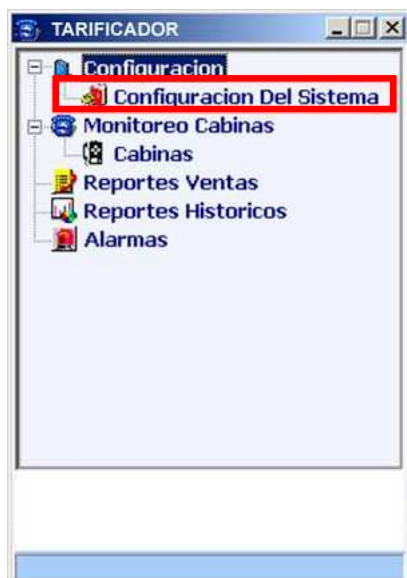 TARIFICADOR
Configuracion
Configuracion Del Sistema
Monitoreo Cabinas
Cabinas
Reportes Ventas
Reportes Historicos
Alarmas